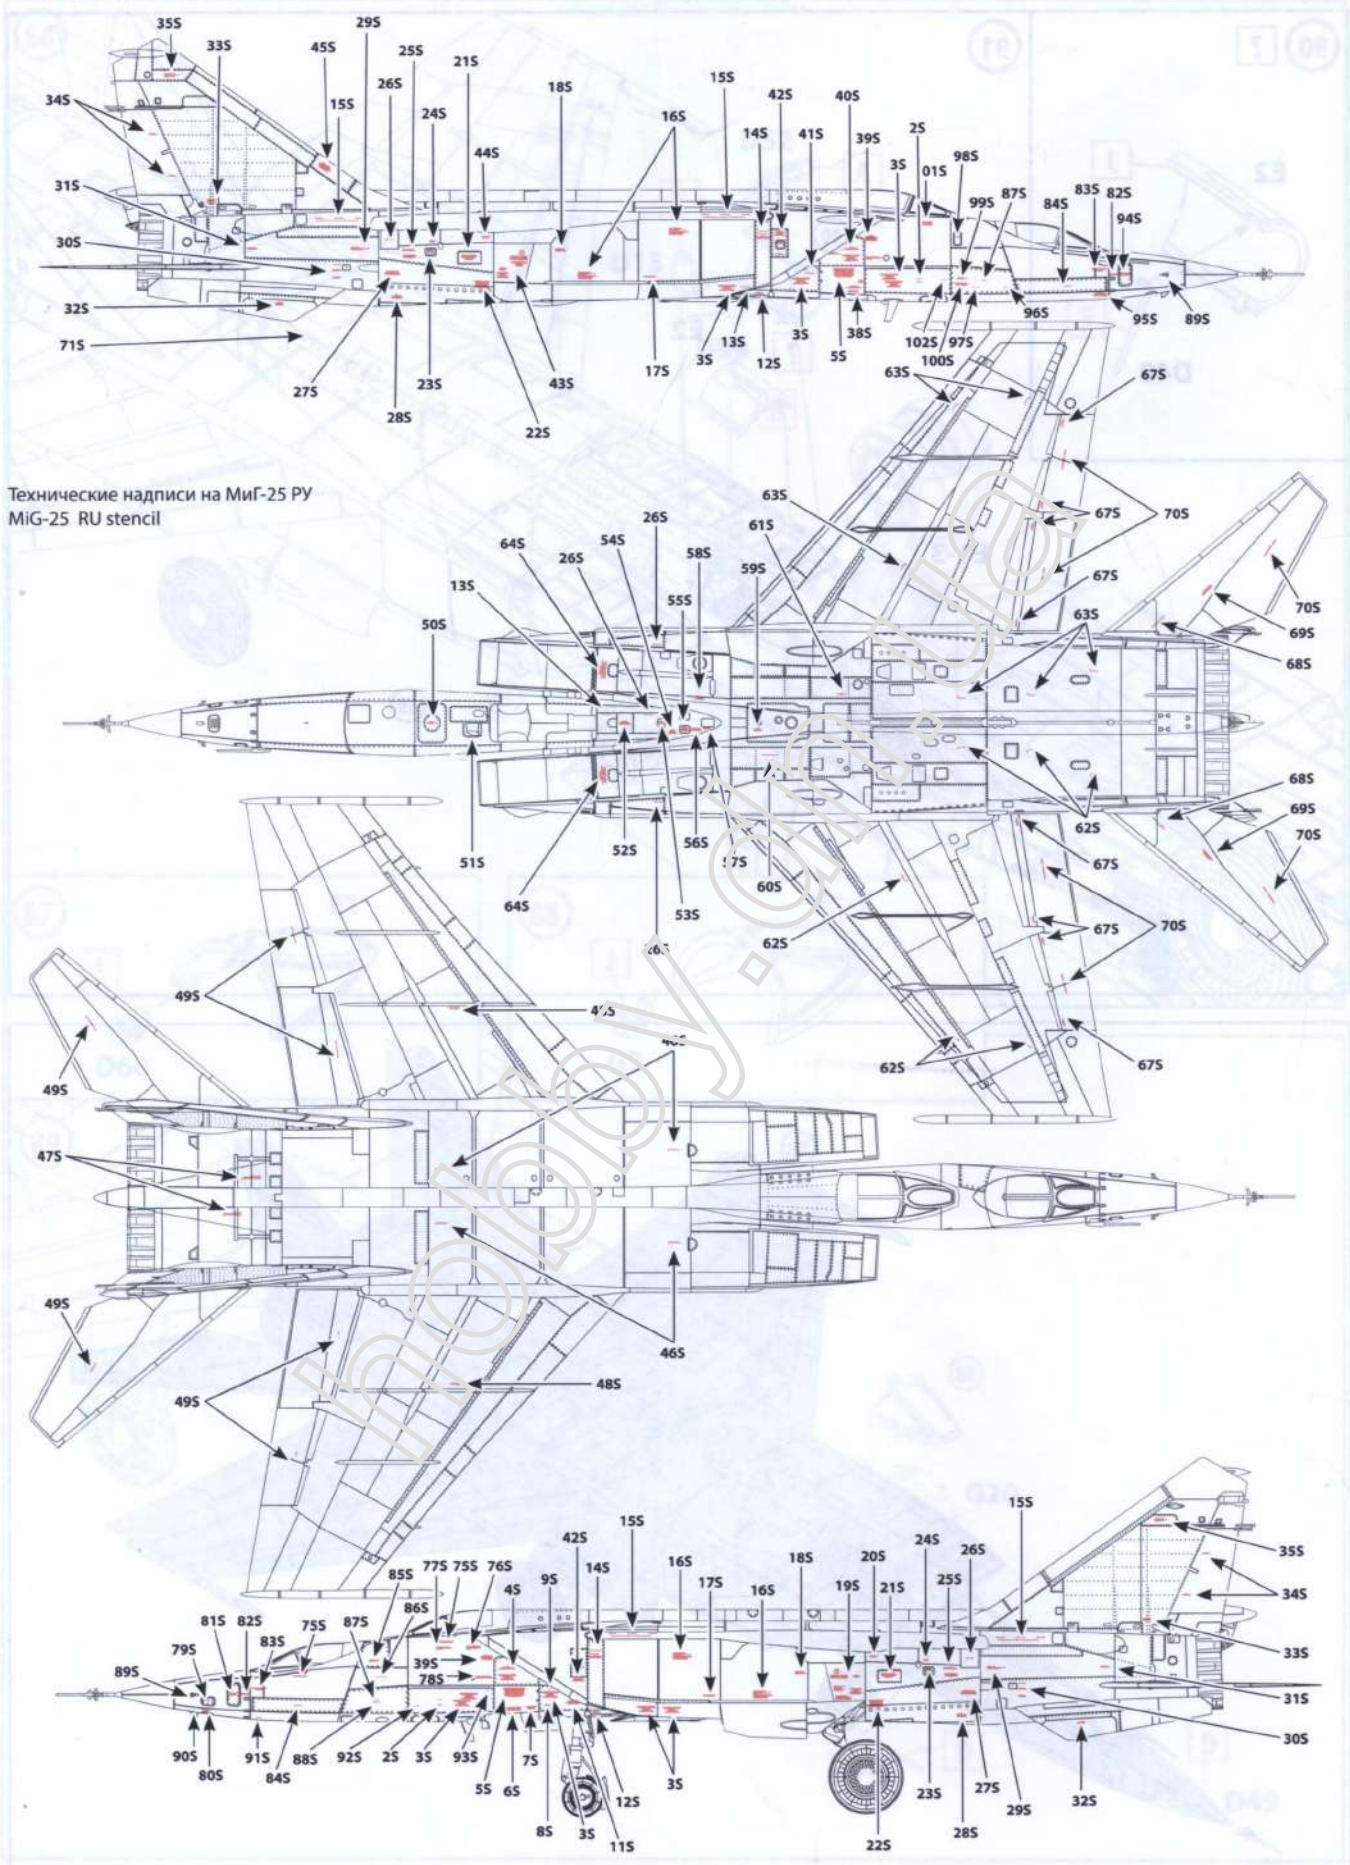 35S
33S
29S
45S
25S
26S
21S
34S
15S
24S
18S
15S
42S
16S
40S
44S
14S
41S
39S
2S
3S
01S
98S
31S
99S
87S
84S
83S
82S
94S
30S
32S
71S
27S
28S
23S
22S
43S
17S
3S
13S
12S
3S
5S
38S
102S
100S
97S
96S
95S
89S
63S
67S
Технические надписи на МиГ-25 РУ
MiG-25 RU stencil
63S
67S
70S
26S
61S
54S
64S
58S
26S
59S
67S
13S
55S
70S
50S
63S
69S
68S
68S
69S
62S
70S
51S
52S
56S
57S
67S
60S
64S
53S
67S
70S
62S
49S
62S
67S
49S
47S
49S
46S
48S
49S
15S
15S
42S
24S
35S
77S
75S
76S
9S
14S
16S
18S
20S
26S
85S
4S
17S
16S
19S
21S
25S
34S
81S
82S
87S
86S
79S
83S
75S
39S
33S
89S
78S
31S
90S
80S
91S
84S
88S
92S
2S
3S
93S
5S
6S
7S
8S
3S
11S
12S
3S
22S
23S
28S
27S
29S
32S
30S
hobby.dn.ua